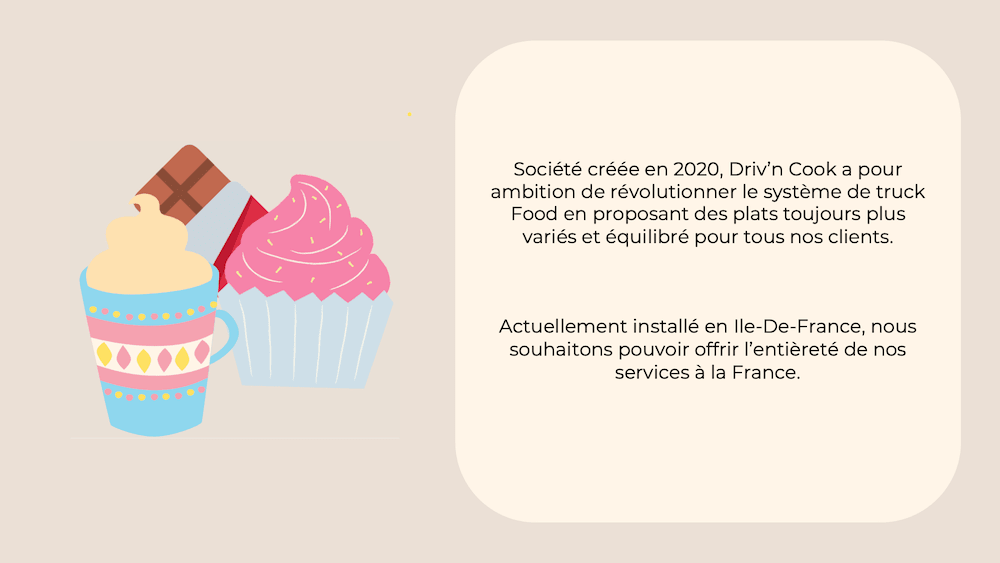 Société créée en 2020, Driv’n Cook a pour
ambition de révolutionner le système de truck
Food en proposant des plats toujours plus
variés et équilibré pour tous nos clients.
Actuellement installé en Ile-De-France, nous
souhaitons pouvoir offrir l’entièreté de nos
services à la France.